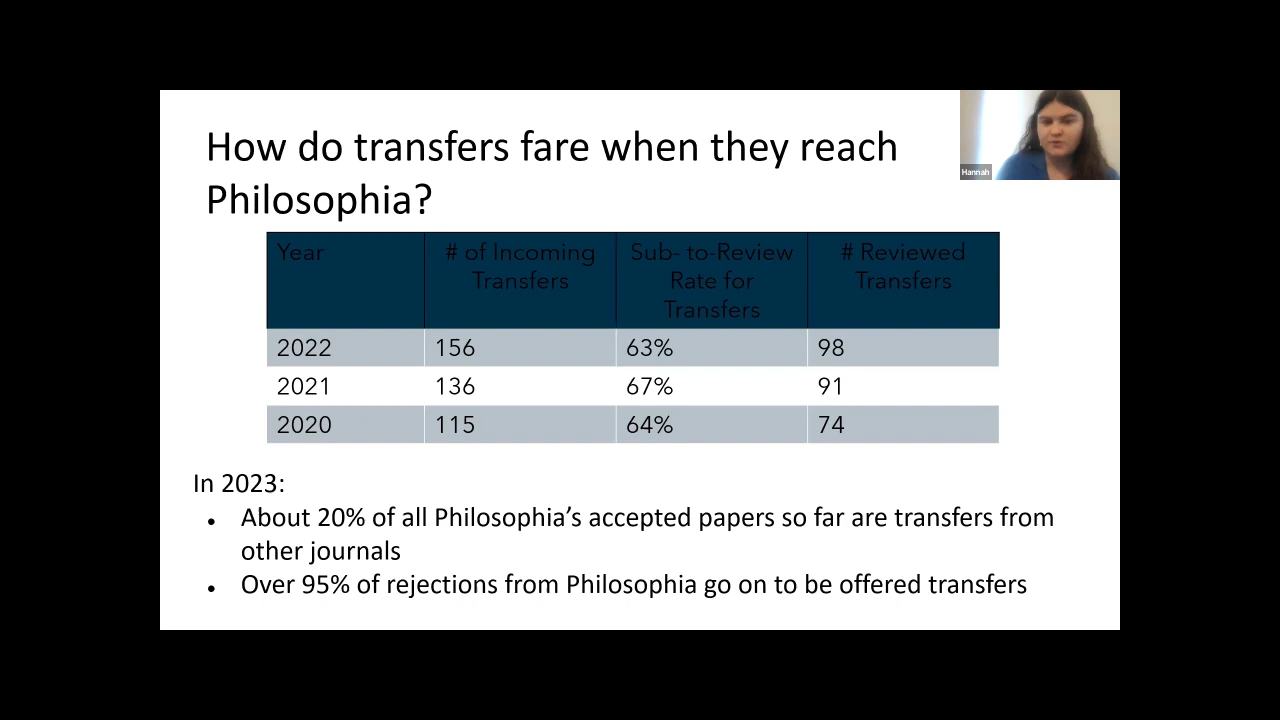 How do transfers fare when they reach
Philosophia?
Hannah
Year # of Incoming Transfers Sub- to-Review Rate for Transfers # Reviewed Transfers
2022 156 63% 98
2021 136 67% 91
2020 115 64% 74
In 2023:
• About 20% of all Philosophia’s accepted papers so far are transfers from
other journals
• Over 95% of rejections from Philosophia go on to be offered transfers